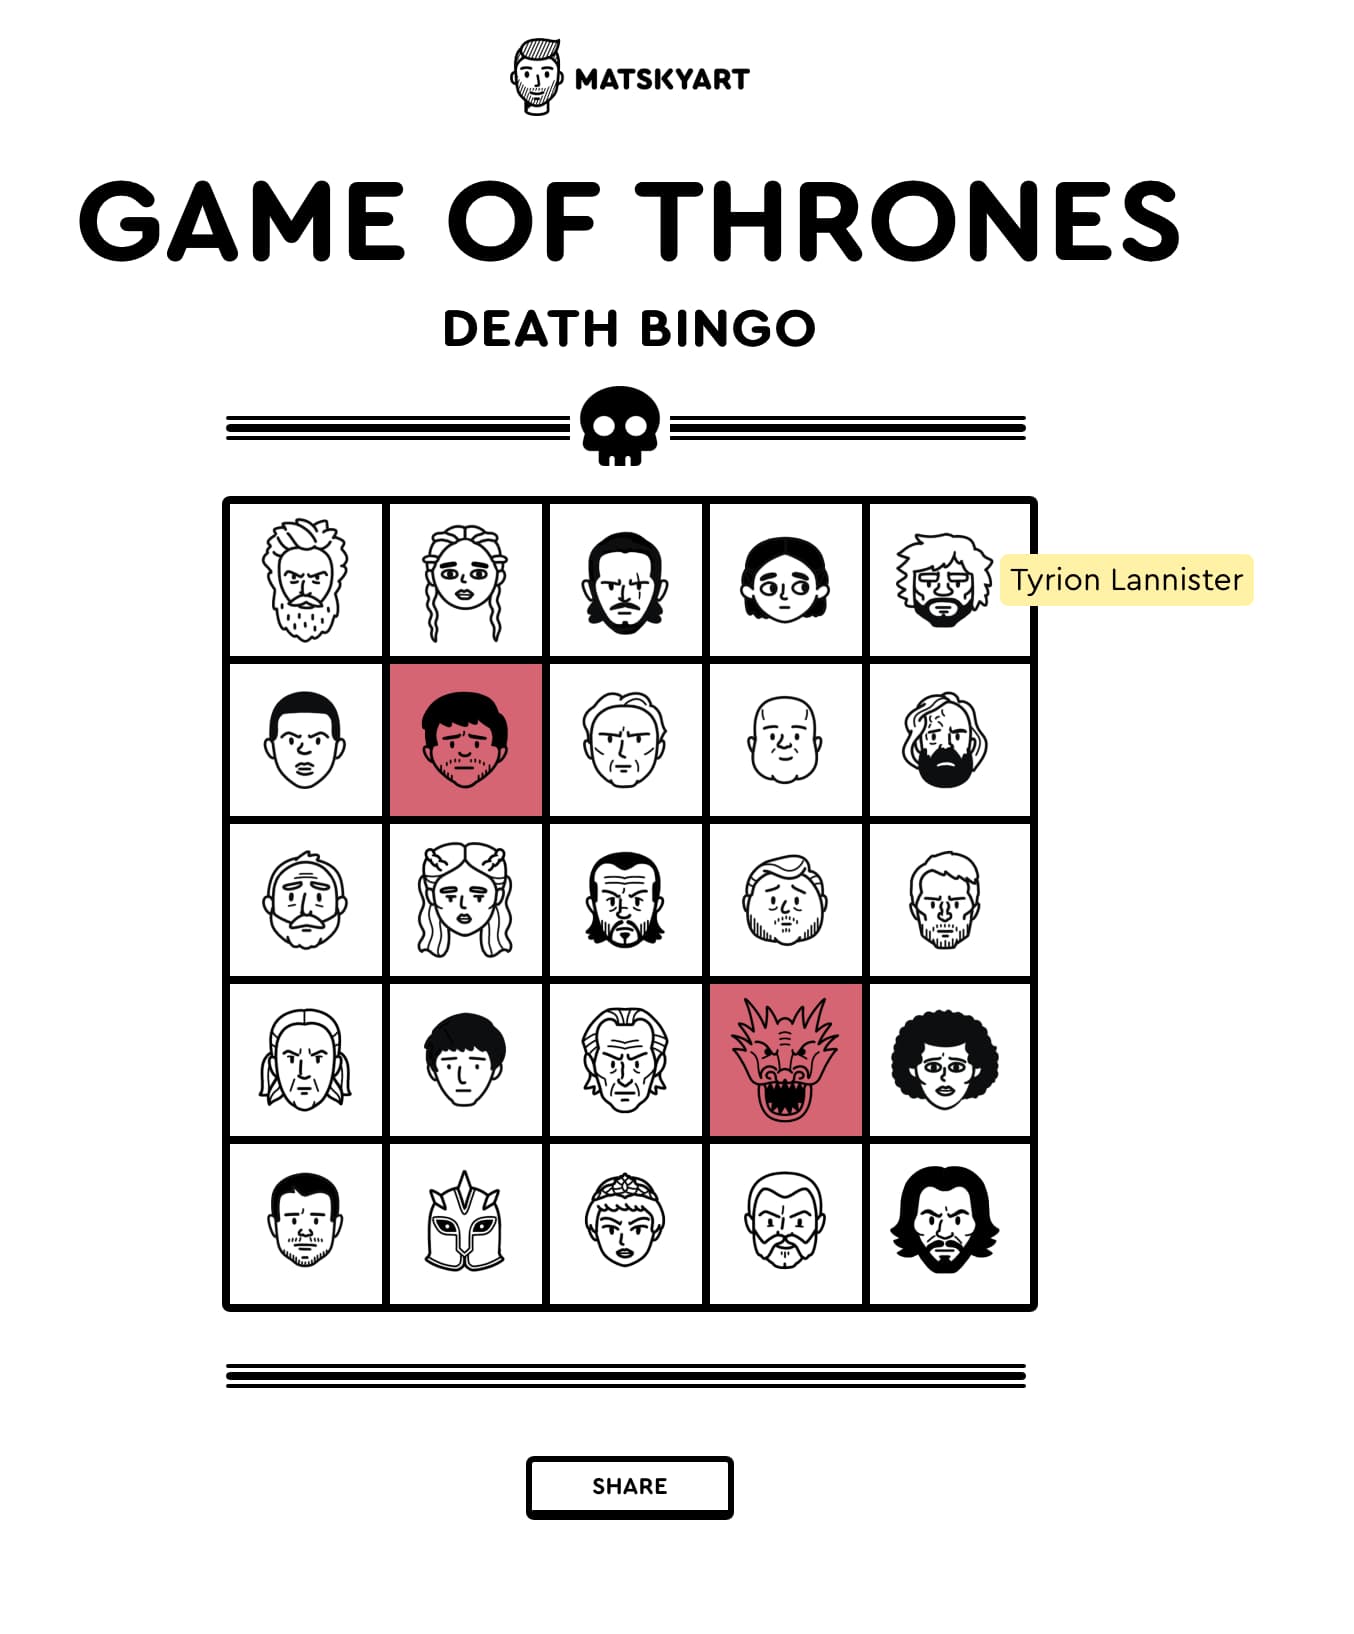 MATSKYART
GAME OF THRONES
DEATH BINGO
Tyrion Lannister
SHARE